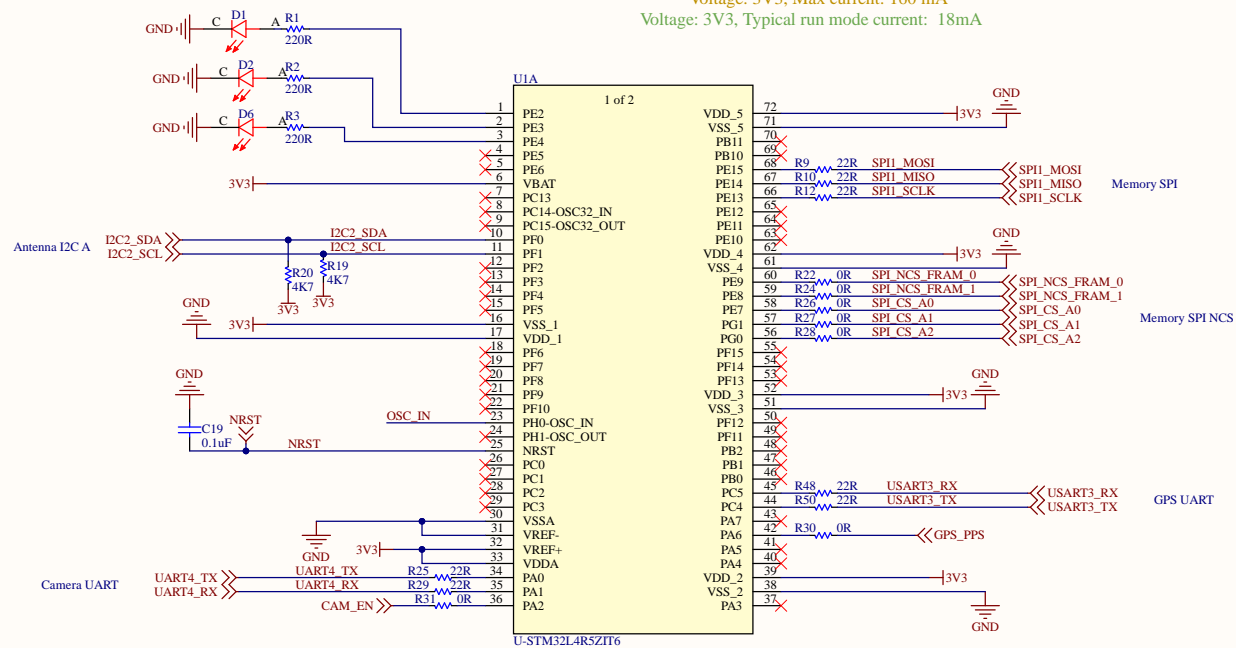 Voltage: 3V3, Max current: 160 mA
Voltage: 3V3, Typical run mode current: 18mA
D1
GND C A R1
220R
D2
GND C A R2
220R
D6
GND C A R3
220R
U1A
1 of 2
1 PE2
2 PE3
3 PE4
4 PE5
5 PE6
3V3 6 VBAT
7 PC13
8 PC14-OSC32_IN
9 PC15-OSC32_OUT
Antenna I2C A
I2C2_SDA I2C2_SDA 10 PF0
I2C2_SCL I2C2_SCL 11 PF1
R20
4K7
3V3
R19
4K7
3V3
12 PF2
13 PF3
14 PF4
15 PF5
GND
3V3 16 VSS_1
17 VDD_1
18 PF6
19 PF7
20 PF8
21 PF9
22 PF10
OSC_IN 23 PH0-OSC_IN
24 PH1-OSC_OUT
GND
C19
0.1uF
NRST
NRST 25 NRST
26 PC0
27 PC1
28 PC2
29 PC3
30 VSSA
31 VREF-
GND
3V3 32 VREF+
33 VDDA
Camera UART
UART4_TX UART4_TX R25 22R 34 PA0
UART4_RX UART4_RX R29 22R 35 PA1
CAM_EN R31 0R 36 PA2
VDD_5 72 3V3
GND
VSS_5 71
PB11 70
PB10 69
PE15 68 R9 22R SPI1_MOSI SPI1_MOSI
PE14 67 R10 22R SPI1_MISO SPI1_MISO
PE13 66 R12 22R SPI1_SCLK SPI1_SCLK
Memory SPI
PE12 65
PE11 64
PE10 63
VDD_4 62 3V3
GND
VSS_4 61
PE9 60 R22 0R SPI_NCS_FRAM_0 SPI_NCS_FRAM_0
PE8 59 R24 0R SPI_NCS_FRAM_1 SPI_NCS_FRAM_1
PE7 58 R26 0R SPI_CS_A0 SPI_CS_A0
PG1 57 R27 0R SPI_CS_A1 SPI_CS_A1
PG0 56 R28 0R SPI_CS_A2 SPI_CS_A2
Memory SPI NCS
PF15 55
PF14 54
PF13 53
VDD_3 52 3V3
GND
VSS_3 51
PF12 50
PF11 49
PB2 48
PB1 47
PB0 46
PC5 45 R48 22R USART3_RX USART3_RX
PC4 44 R50 22R USART3_TX USART3_TX
GPS UART
PA7 43
PA6 42 R30 0R GPS_PPS
PA5 41
PA4 40
VDD_2 39 3V3
VSS_2 38
GND
PA3 37
U-STM32L4R5ZIT6